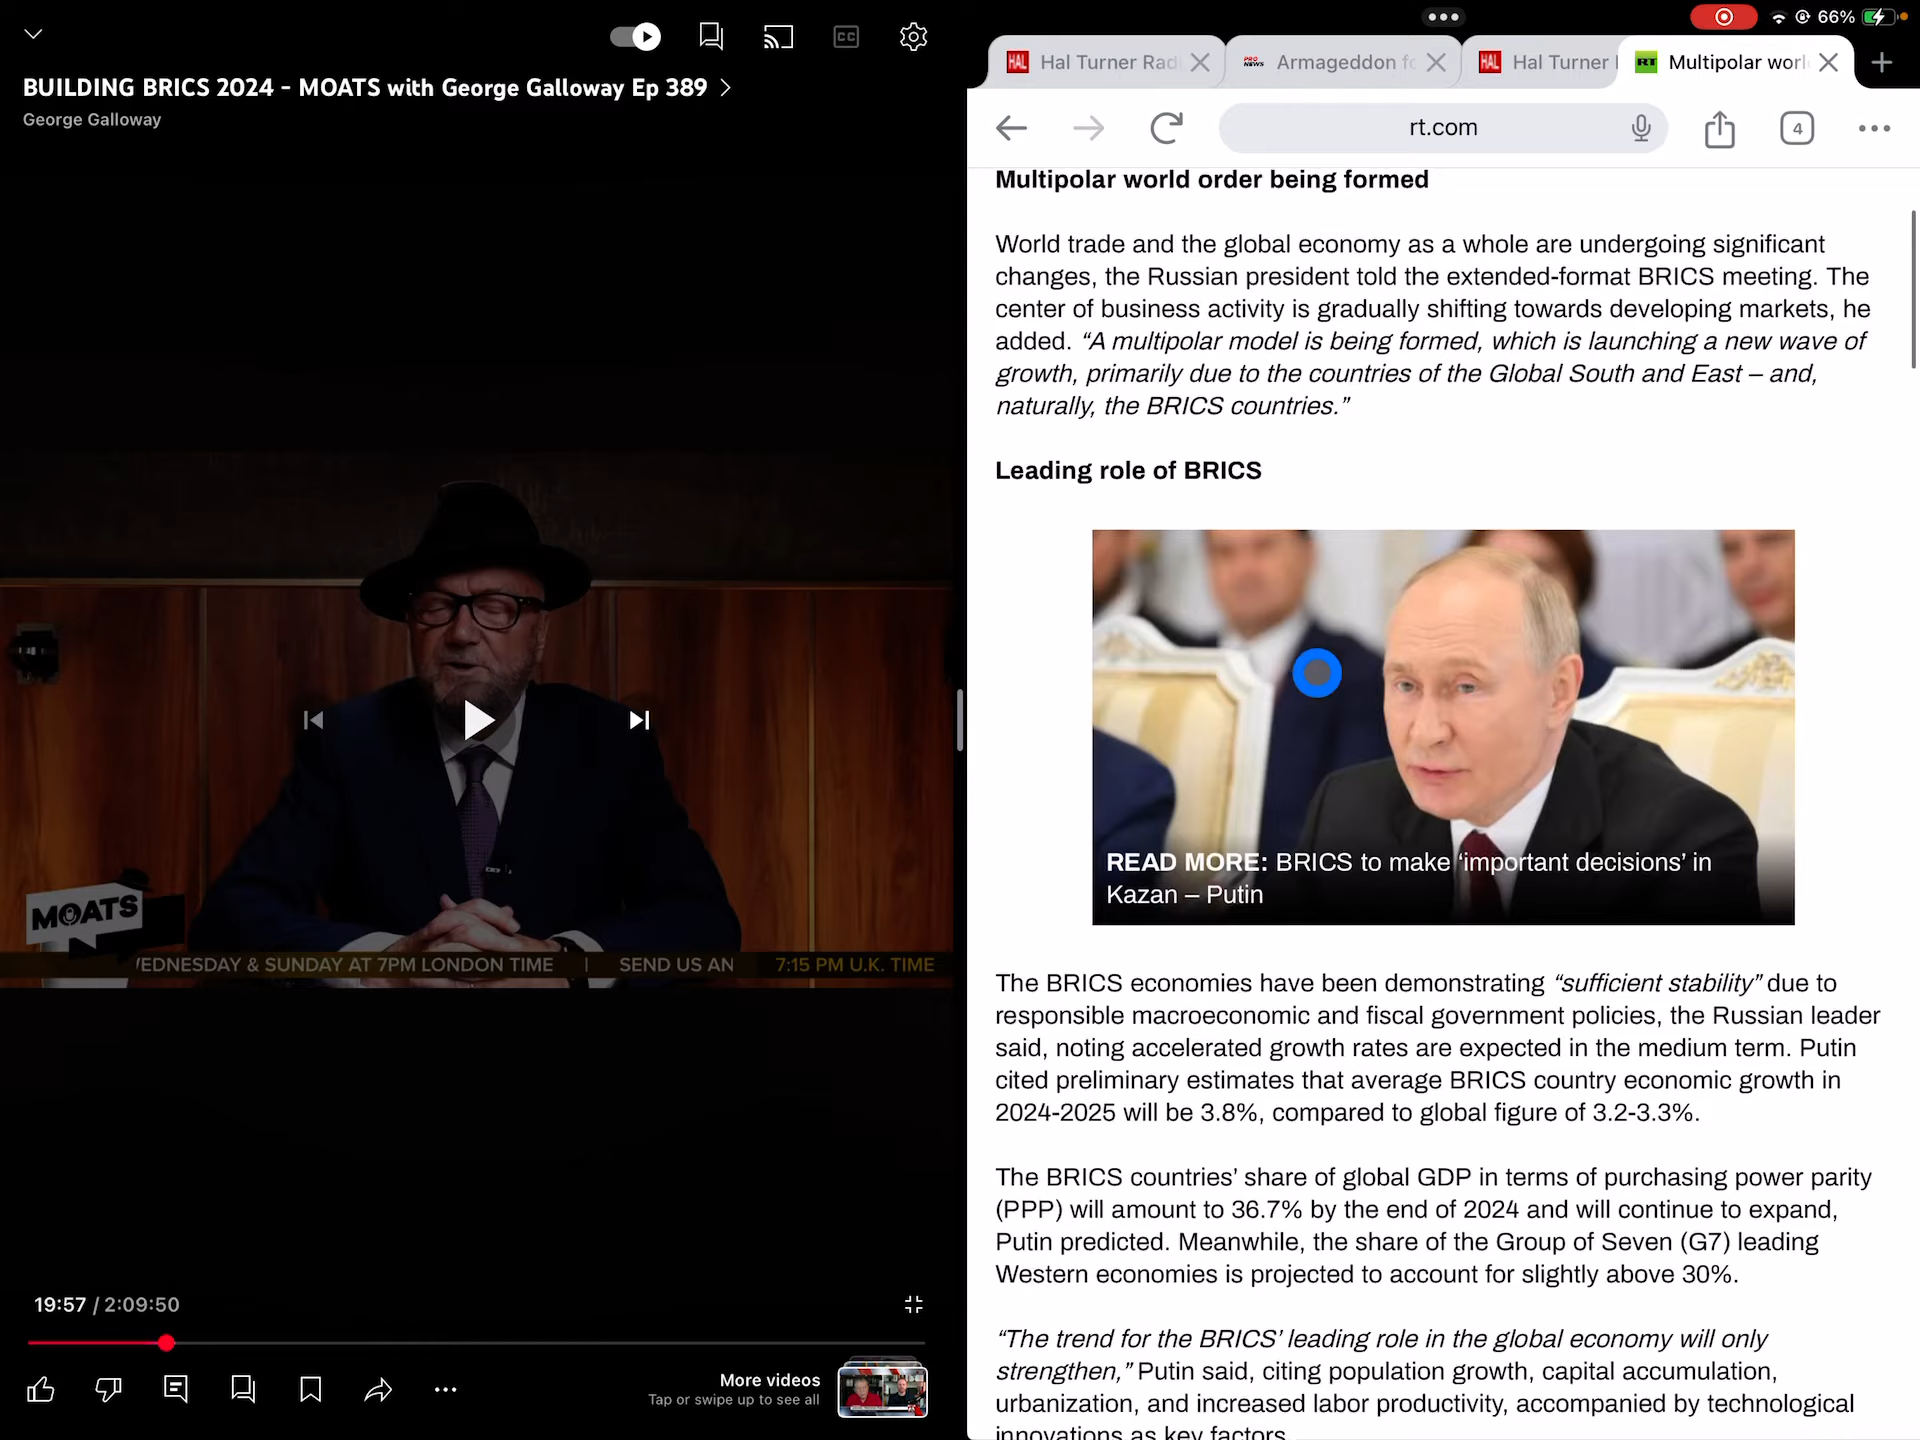 BUILDING BRICS 2024 - MOATS with George Galloway Ep 389
George Galloway
CC
MOATS
EDNESDAY & SUNDAY AT 7PM LONDON TIME | SEND US AN
7:15 PM U.K. TIME
19:57 / 2:09:50
More videos
Tap or swipe up to see all
66%
HAL Hal Turner Rad
PRO NEWS Armageddon fo
HAL Hal Turner
RT Multipolar worl
rt.com
4
Multipolar world order being formed
World trade and the global economy as a whole are undergoing significant
changes, the Russian president told the extended-format BRICS meeting. The
center of business activity is gradually shifting towards developing markets, he
added. “A multipolar model is being formed, which is launching a new wave of
growth, primarily due to the countries of the Global South and East – and,
naturally, the BRICS countries.”
Leading role of BRICS
READ MORE: BRICS to make ‘important decisions’ in
Kazan – Putin
The BRICS economies have been demonstrating “sufficient stability” due to
responsible macroeconomic and fiscal government policies, the Russian leader
said, noting accelerated growth rates are expected in the medium term. Putin
cited preliminary estimates that average BRICS country economic growth in
2024-2025 will be 3.8%, compared to global figure of 3.2-3.3%.
The BRICS countries’ share of global GDP in terms of purchasing power parity
(PPP) will amount to 36.7% by the end of 2024 and will continue to expand,
Putin predicted. Meanwhile, the share of the Group of Seven (G7) leading
Western economies is projected to account for slightly above 30%.
“The trend for the BRICS’ leading role in the global economy will only
strengthen,” Putin said, citing population growth, capital accumulation,
urbanization, and increased labor productivity, accompanied by technological
innovations as key factors.